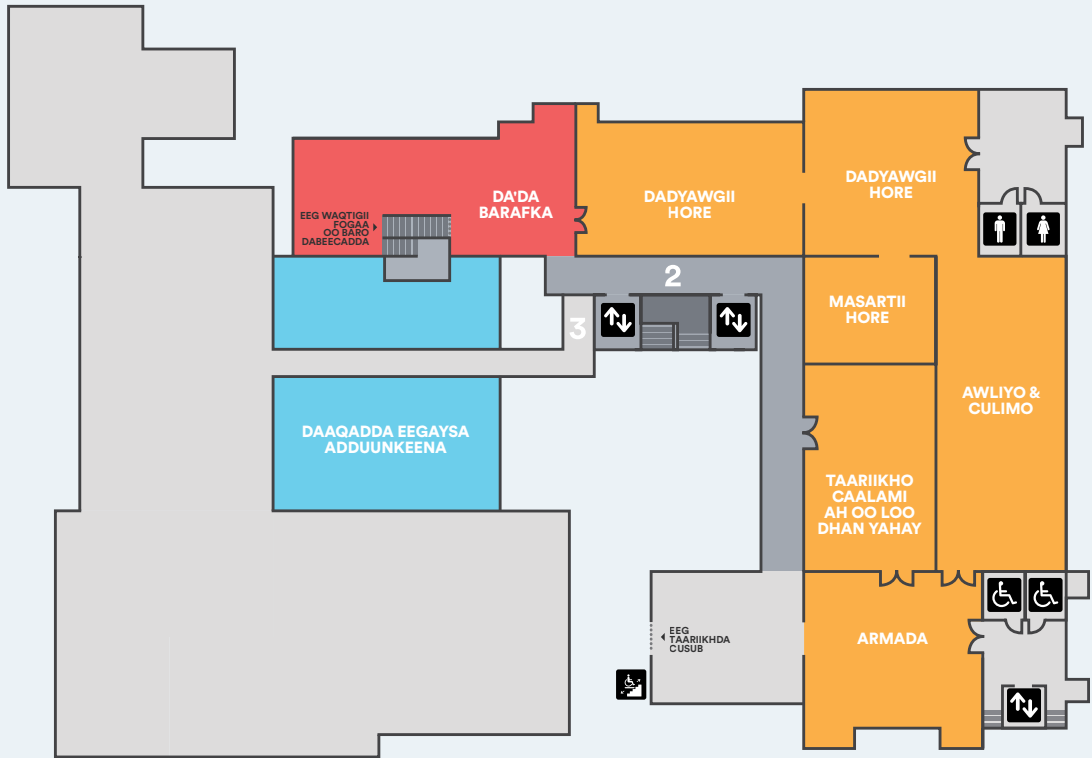 DA'DA
BARAFKA
EEG WAQTIGII
FOGAA
OO BARO
DABEECADDA
DADYAWGII
HORE
DADYAWGII
HORE
2
3
MASARTII
HORE
AWLIYO &
CULIMO
DAAQADDA EEGAYSA
ADDUUNKEENA
TAARIIKHO
CAALAMI
AH OO LOO
DHAN YAHAY
EEG
TAARIIKHDA
CUSUB
ARMADA